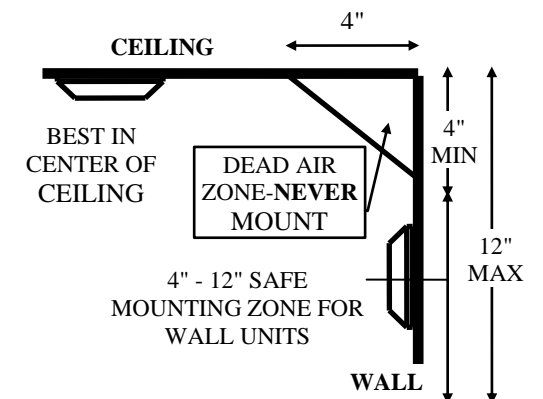 4"
CEILING
BEST IN
CENTER OF
CEILING
DEAD AIR
ZONE-NEVER
MOUNT
4"
MIN
12"
MAX
4" - 12" SAFE
MOUNTING ZONE FOR
WALL UNITS
WALL